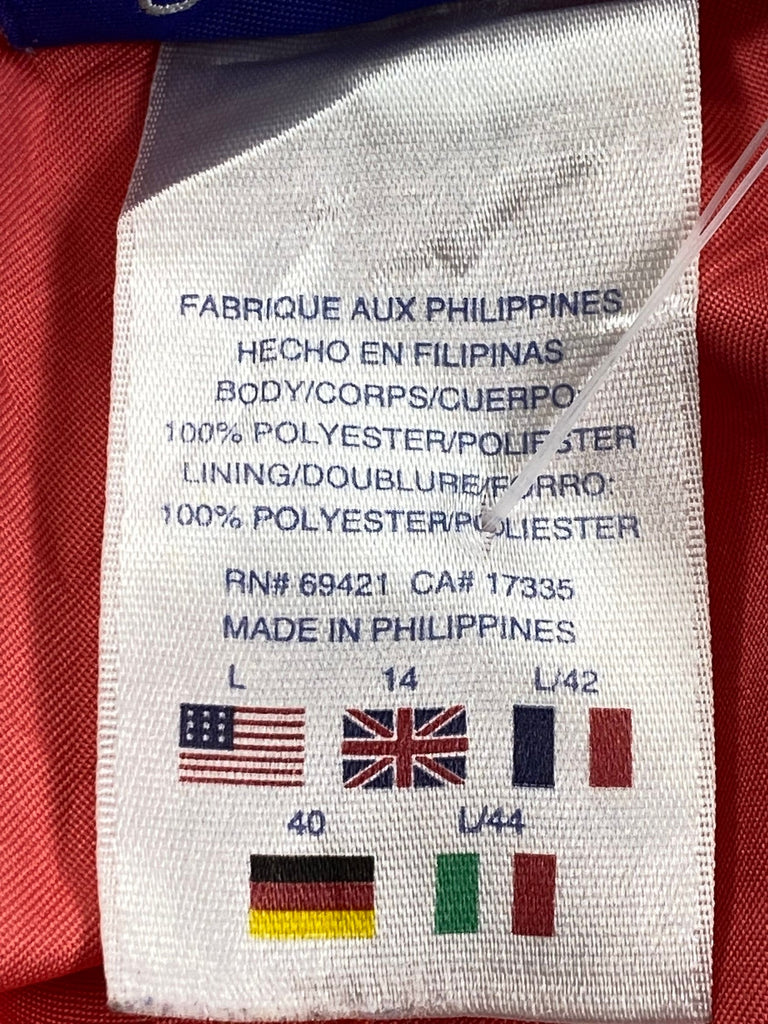 FABRIQUE AUX PHILIPPINES
HECHO EN FILIPINAS
BODY/CORPS/CUERPO:
100% POLYESTER/POLIESTER
LINING/DOUBLURE/FORRO:
100% POLYESTER/POLIESTER
RN# 69421 CA# 17335
MADE IN PHILIPPINES
L 14 L/42
40 L/44